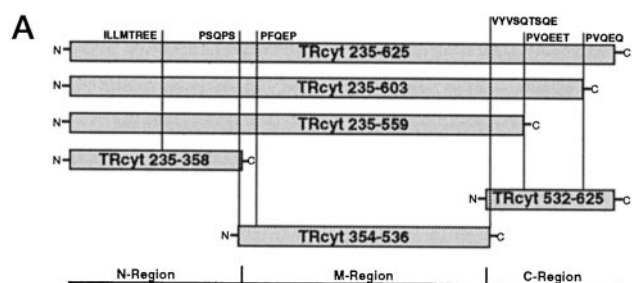 A
ILLMTREE PSQPS PFQEP VYVSQTSQE PVQEET PVQEQ
N TRcyt 235-625 C
N TRcyt 235-603 C
N TRcyt 235-559 C
N TRcyt 235-358 C
N TRcyt 532-625 C
N TRcyt 354-536 C
N-Region M-Region C-Region